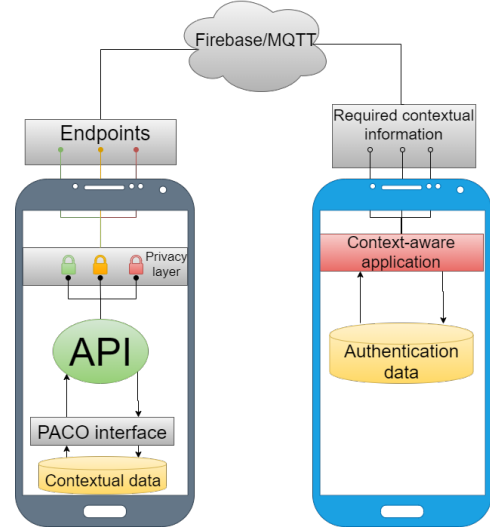 Firebase/MQTT
Endpoints
Required contextual
information
Privacy
layer
API
PACO interface
Contextual data
Context-aware
application
Authentication
data